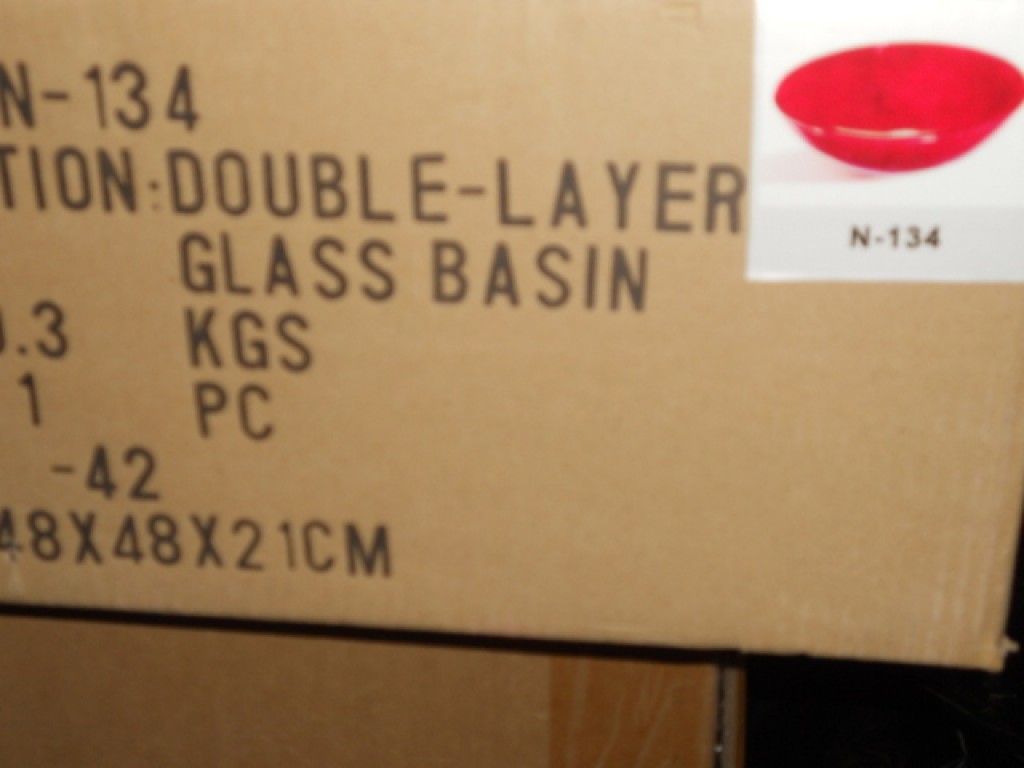 N-134
TION:DOUBLE-LAYER
GLASS BASIN
.3 KGS
1 PC
-42
48X48X21CM
N-134